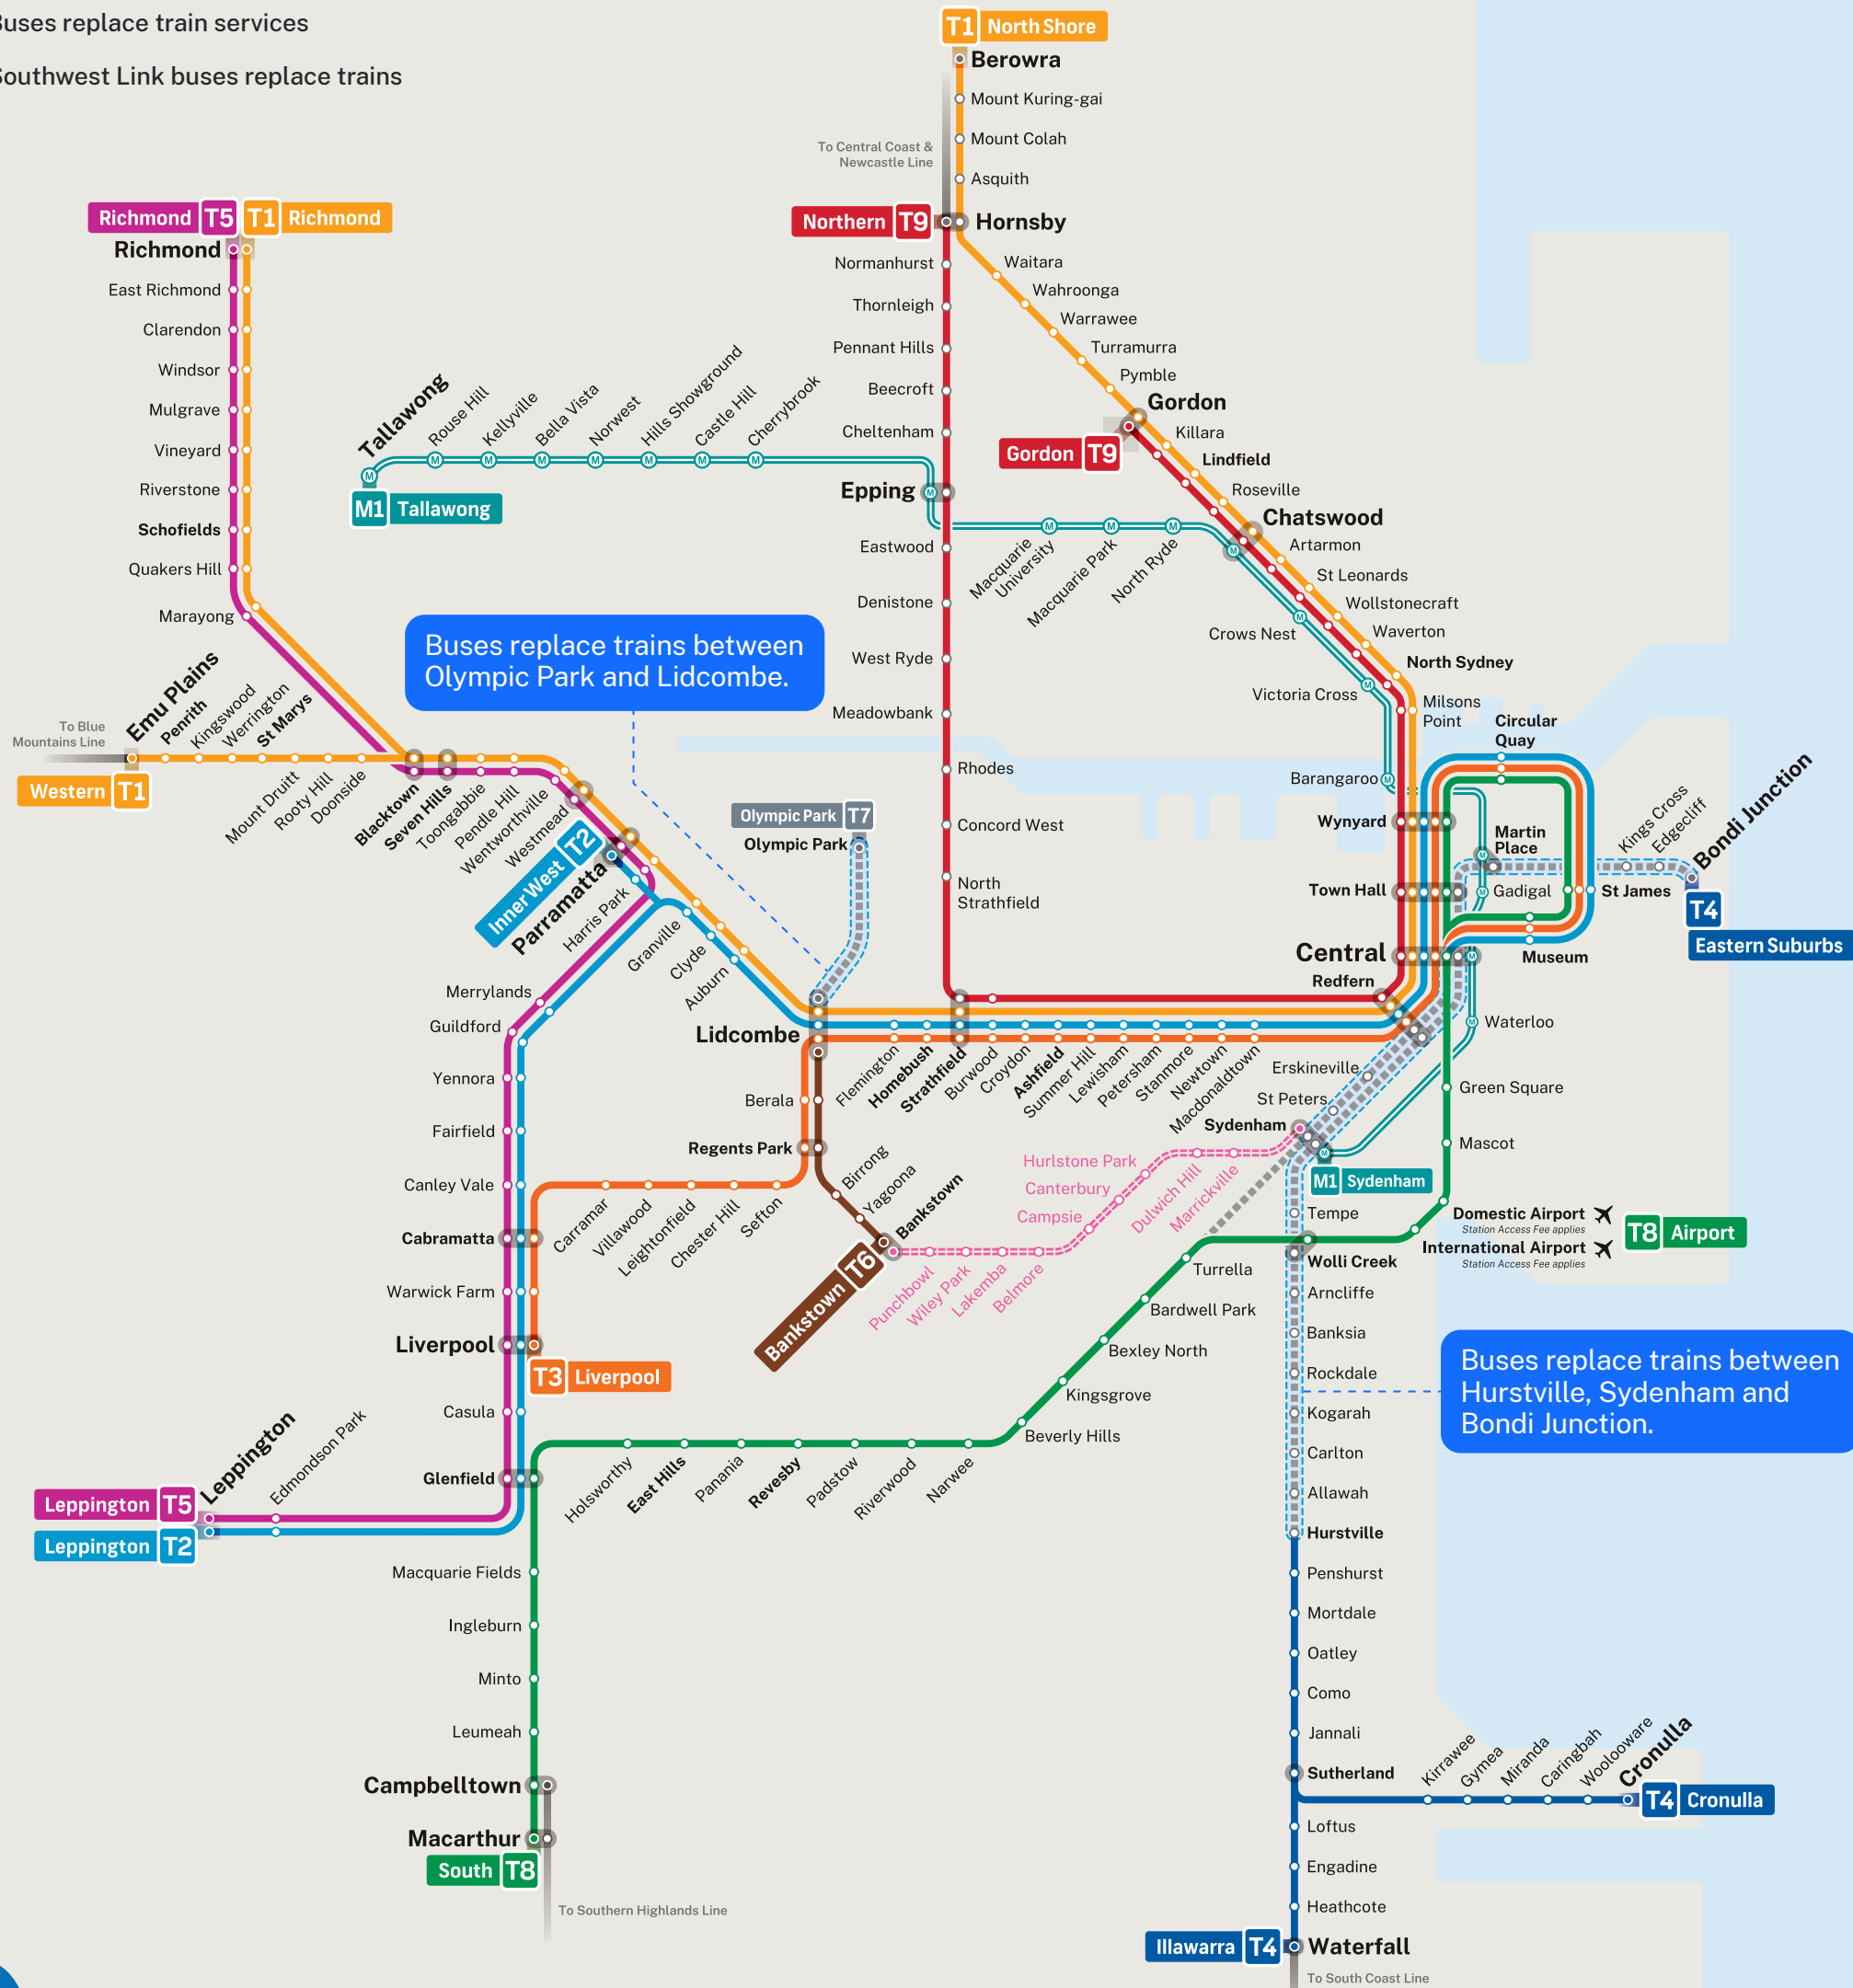 Buses replace train services
Southwest Link buses replace trains
T1 North Shore
Berowra
Mount Kuring-gai
Mount Colah
Asquith
To Central Coast &
Newcastle Line
Northern T9
Hornsby
Richmond T5
T1 Richmond
Richmond
East Richmond
Clarendon
Windsor
Mulgrave
Vineyard
Riverstone
Schofields
Quakers Hill
Marayong
Normanhurst
Thornleigh
Pennant Hills
Beecroft
Cheltenham
Epping
Eastwood
Denistone
West Ryde
Meadowbank
Rhodes
Concord West
North
Strathfield
Waitara
Wahroonga
Warrawee
Turramurra
Pymble
Gordon
Gordon T9
Killara
Lindfield
Roseville
Chatswood
Artarmon
St Leonards
Wollstonecraft
Waverton
North Sydney
Milsons
Point
Tallawong
Rouse Hill
Kellyville
Bella Vista
Norwest
Hills Showground
Castle Hill
Cherrybrook
M1 Tallawong
Macquarie
University
Macquarie Park
North Ryde
Crows Nest
Victoria Cross
Barangaroo
Buses replace trains between
Olympic Park and Lidcombe.
To Blue
Mountains Line
Western T1
Emu Plains
Penrith
Kingswood
Werrington
St Marys
Mount Druitt
Rooty Hill
Doonside
Blacktown
Seven Hills
Toongabbie
Pendle Hill
Wentworthville
Westmead
Inner West T2
Parramatta
Harris Park
Granville
Clyde
Auburn
Olympic Park T7
Olympic Park
Circular
Quay
Wynyard
Martin
Place
Kings Cross
Edgecliff
Bondi Junction
T4
Eastern Suburbs
Town Hall
Gadigal
St James
Central
Museum
Redfern
Waterloo
Merrylands
Guildford
Yennora
Fairfield
Canley Vale
Cabramatta
Warwick Farm
Liverpool
T3 Liverpool
Casula
Glenfield
Lidcombe
Flemington
Homebush
Strathfield
Burwood
Croydon
Ashfield
Summer Hill
Lewisham
Petersham
Stanmore
Newtown
Macdonaldtown
Erskineville
St Peters
Sydenham
M1 Sydenham
Green Square
Mascot
Berala
Regents Park
Birrong
Yagoona
Bankstown
Bankstown T6
Carramar
Villawood
Leightonfield
Chester Hill
Sefton
Hurlstone Park
Canterbury
Campsie
Dulwich Hill
Marrickville
Punchbowl
Wiley Park
Lakemba
Belmore
Tempe
Domestic Airport
Station Access Fee applies
International Airport
Station Access Fee applies
T8 Airport
Wolli Creek
Turrella
Bardwell Park
Bexley North
Kingsgrove
Beverly Hills
Arncliffe
Banksia
Rockdale
Kogarah
Carlton
Allawah
Hurstville
Buses replace trains between
Hurstville, Sydenham and
Bondi Junction.
Leppington T5
Leppington T2
Leppington
Edmondson Park
Holsworthy
East Hills
Panania
Revesby
Padstow
Riverwood
Narwee
Macquarie Fields
Ingleburn
Minto
Leumeah
Campbelltown
Macarthur
South T8
To Southern Highlands Line
Penshurst
Mortdale
Oatley
Como
Jannali
Sutherland
Kirrawee
Gymea
Miranda
Caringbah
Woolooware
Cronulla
T4 Cronulla
Loftus
Engadine
Heathcote
Illawarra T4
Waterfall
To South Coast Line